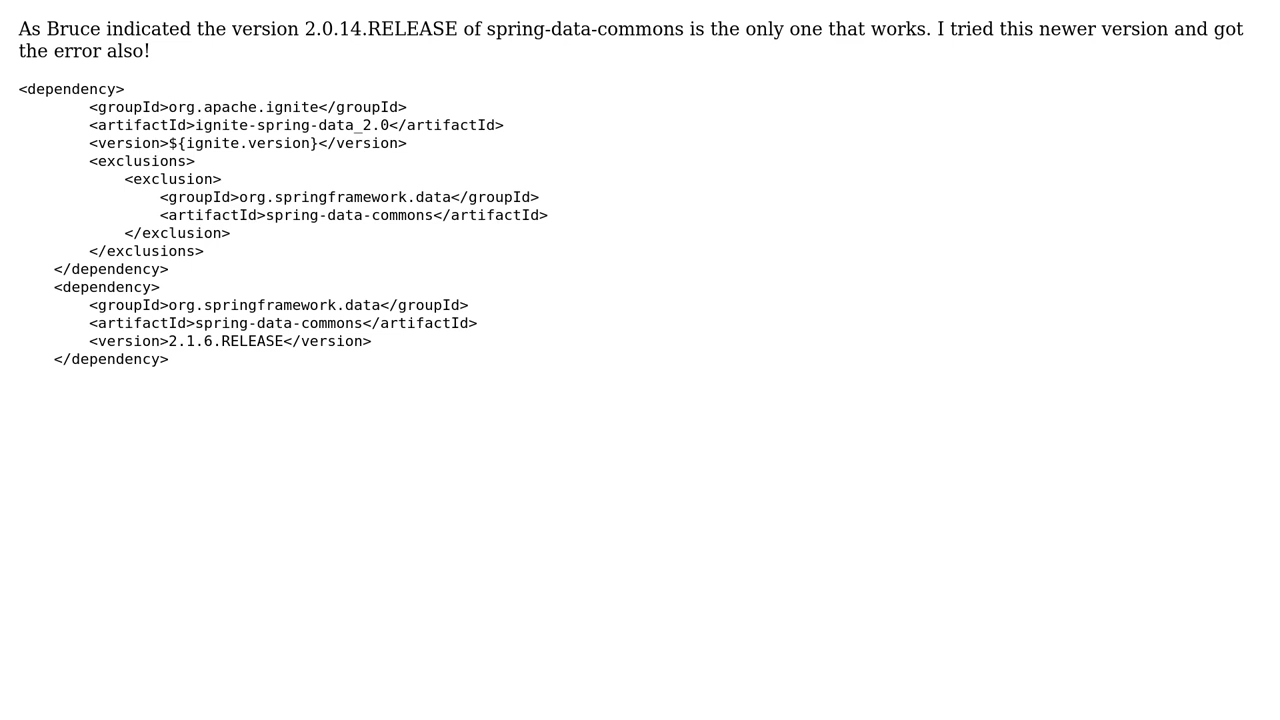 As Bruce indicated the version 2.0.14.RELEASE of spring-data-commons is the only one that works. I tried this newer version and got
the error also!
<dependency>
        <groupId>org.apache.ignite</groupId>
        <artifactId>ignite-spring-data_2.0</artifactId>
        <version>${ignite.version}</version>
        <exclusions>
            <exclusion>
                <groupId>org.springframework.data</groupId>
                <artifactId>spring-data-commons</artifactId>
            </exclusion>
        </exclusions>
    </dependency>
    <dependency>
        <groupId>org.springframework.data</groupId>
        <artifactId>spring-data-commons</artifactId>
        <version>2.1.6.RELEASE</version>
    </dependency>